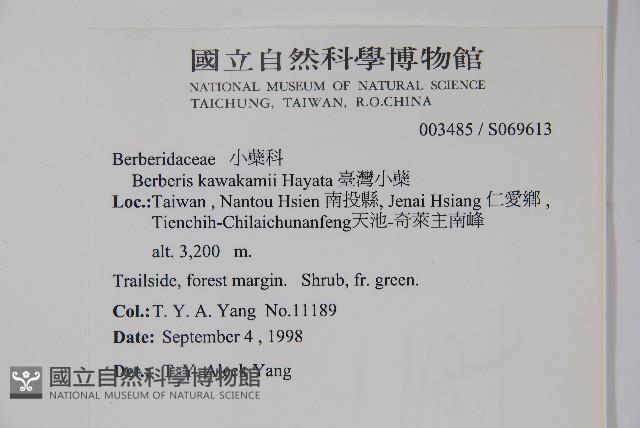 國立自然科學博物館
NATIONAL MUSEUM OF NATURAL SCIENCE
TAICHUNG, TAIWAN, R.O.CHINA
003485 / S069613
Berberidaceae 小蘗科
Berberis kawakamii Hayata 臺灣小蘗
Loc.:Taiwan , Nantou Hsien 南投縣, Jenai Hsiang 仁愛鄉 ,
Tienchih-Chilaichunanfeng天池-奇萊主南峰
alt. 3,200 m.
Trailside, forest margin. Shrub, fr. green.
Col.: T. Y. A. Yang No.11189
Date: September 4 , 1998
Det.: T. Y. Aleck Yang
國立自然科學博物館
NATIONAL MUSEUM OF NATURAL SCIENCE